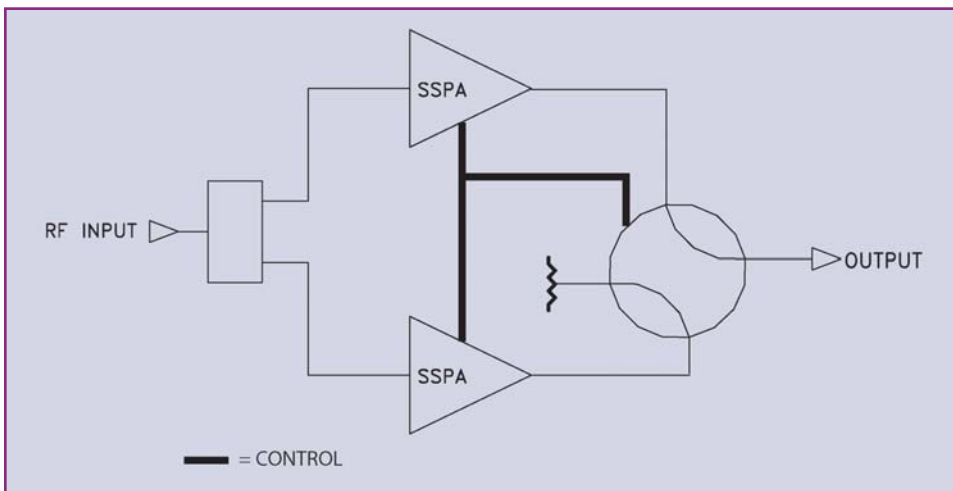 SSPA
RF INPUT
OUTPUT
SSPA
= CONTROL